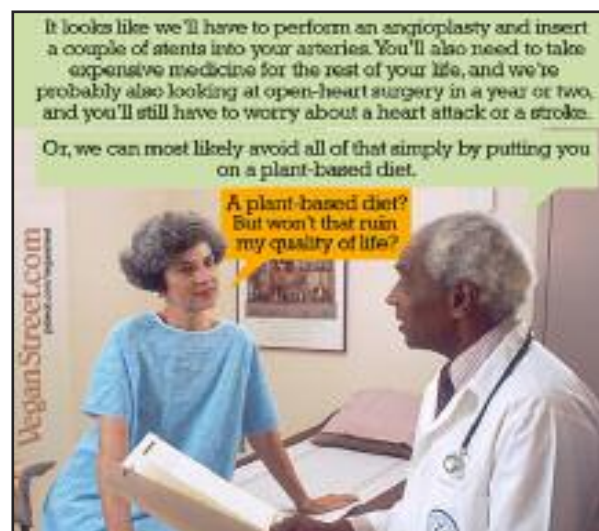 It looks like we'll have to perform an angioplasty and insert
a couple of stents into your arteries. You'll also need to take
expensive medicine for the rest of your life, and we're
probably also looking at open-heart surgery in a year or two,
and you'll still have to worry about a heart attack or a stroke.
Or, we can most likely avoid all of that simply by putting you
on a plant-based diet.
A plant-based diet?
But won't that ruin
my quality of life?
VeganStreet.com